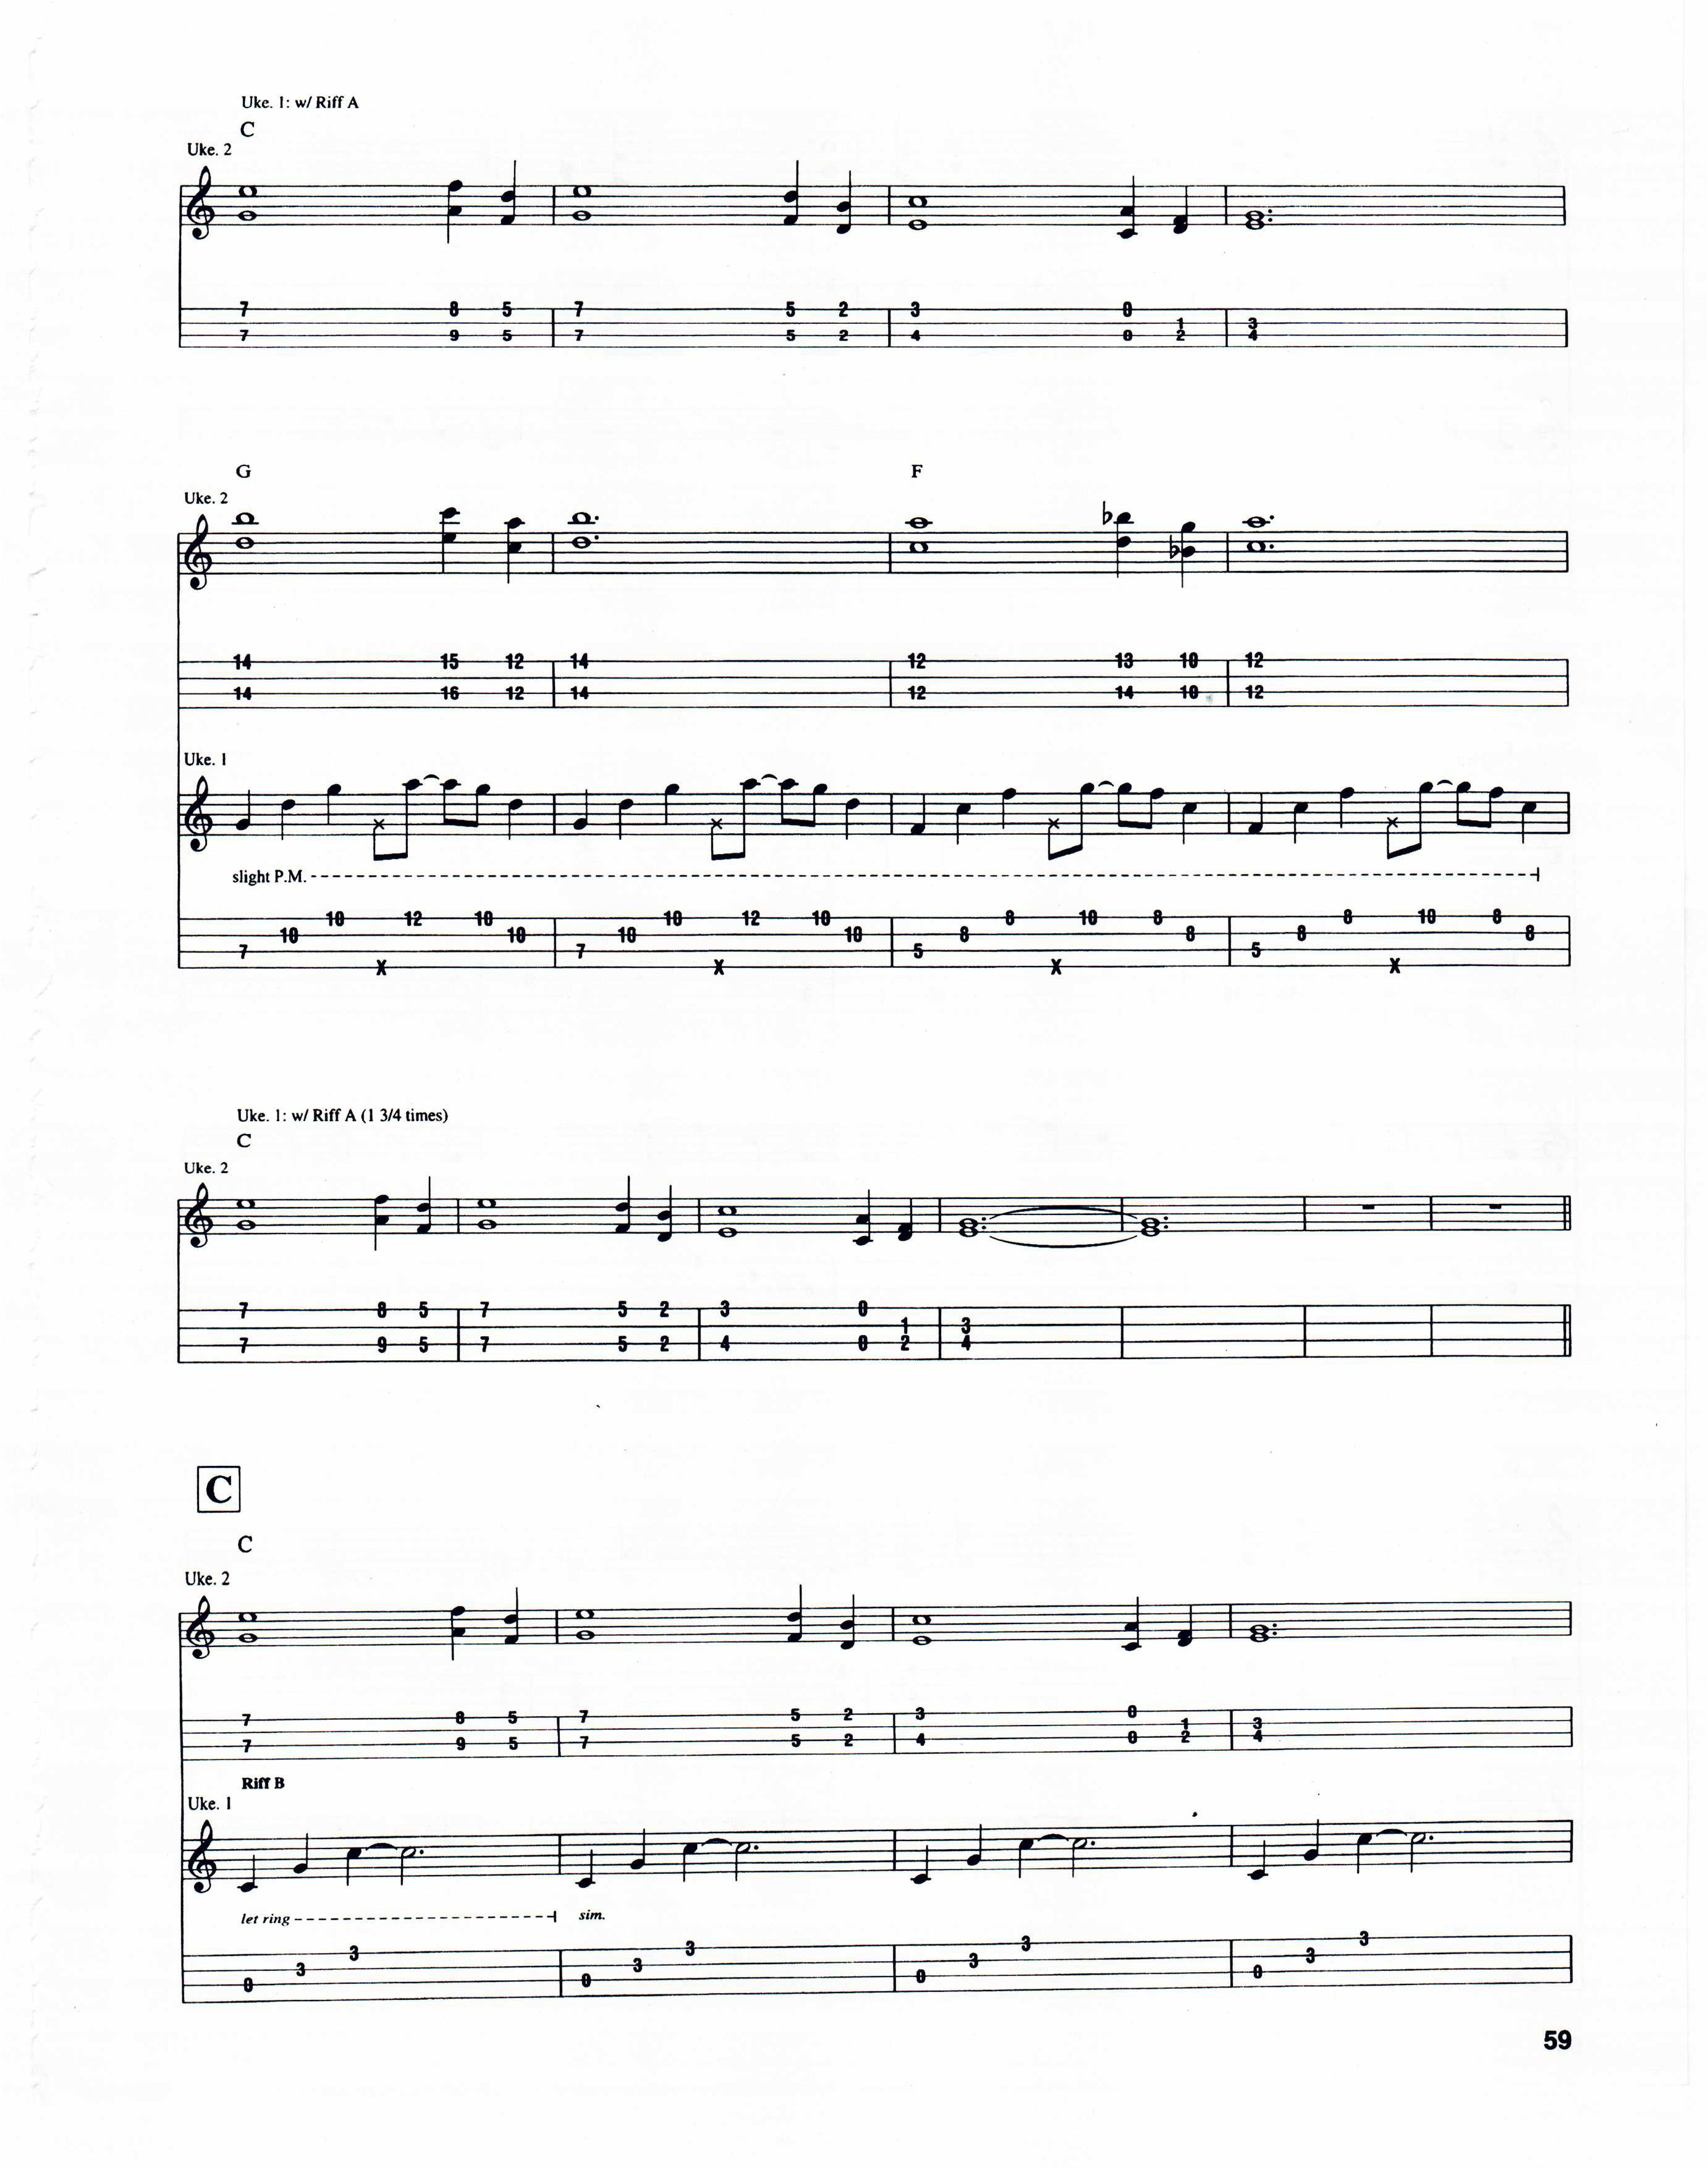 Uke. 1: w/ Riff A
C
Uke. 2
7 8 5 7 5 2 3 0 1 3
7 9 5 7 5 2 4 0 2 4
G F
Uke. 2
14 15 12 14 12 13 10 12
14 16 12 14 12 14 10 12
Uke. 1
slight P.M.
10 12 10 10 12 10 8 10 8 8 10 8
10 10 10 10 8 8 8 8
7 7 5 5
X X X X
Uke. 1: w/ Riff A (1 3/4 times)
C
Uke. 2
7 8 5 7 5 2 3 0
1 3
7 9 5 7 5 2 4 0 2 4
C
C
Uke. 2
7 8 5 7 5 2 3 0 1 3
7 9 5 7 5 2 4 0 2 4
Riff B
Uke. 1
let ring sim.
3 3 3 3
3 3 3 3
0 0 0 0
59